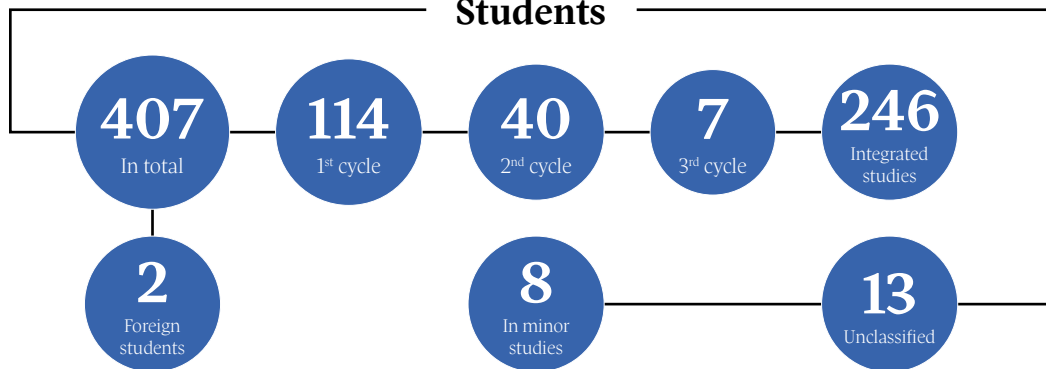 Students
407
In total
114
1st cycle
40
2nd cycle
7
3rd cycle
246
Integrated
studies
2
Foreign
students
8
In minor
studies
13
Unclassified